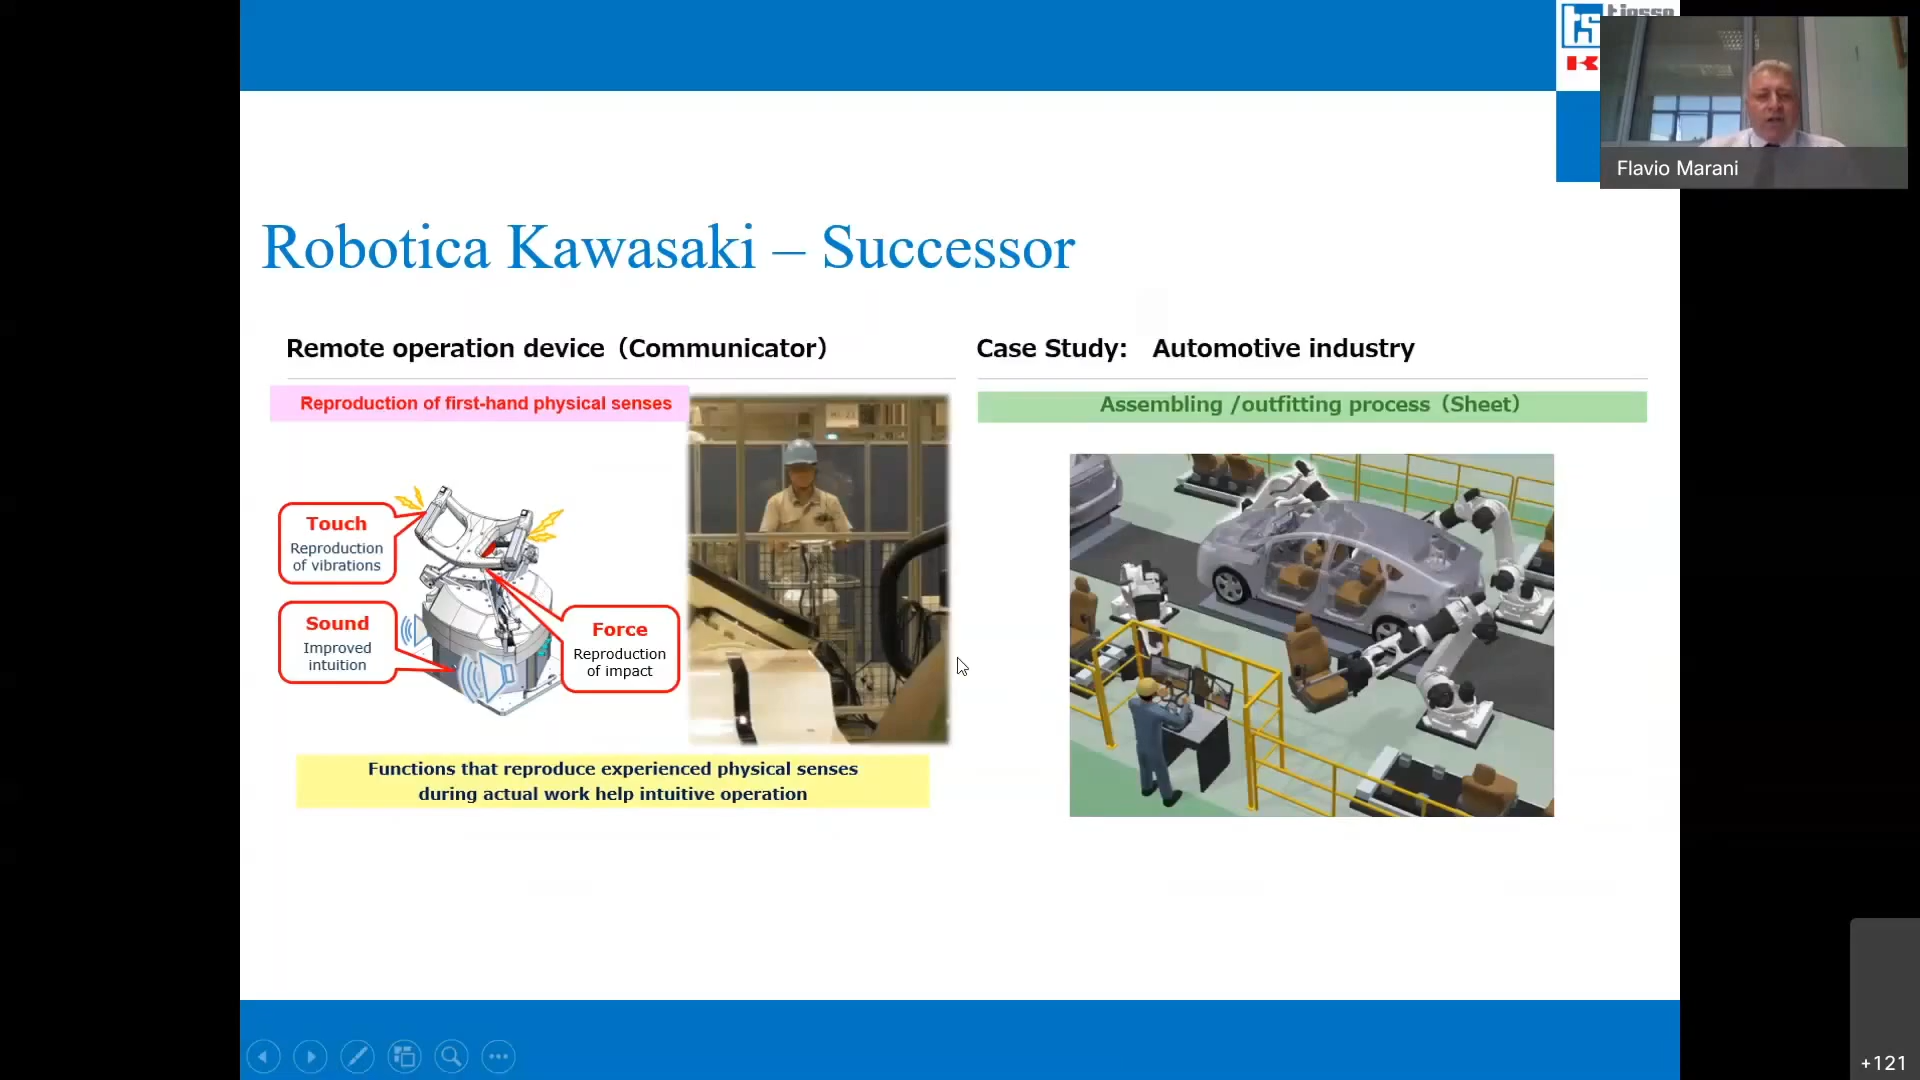 ts
Flavio Marani
Robotica Kawasaki – Successor
Remote operation device（Communicator）
Reproduction of first-hand physical senses
Touch
Reproduction
of vibrations
Sound
Improved
intuition
Force
Reproduction
of impact
Functions that reproduce experienced physical senses
during actual work help intuitive operation
Case Study: Automotive industry
Assembling /outfitting process（Sheet）
+121